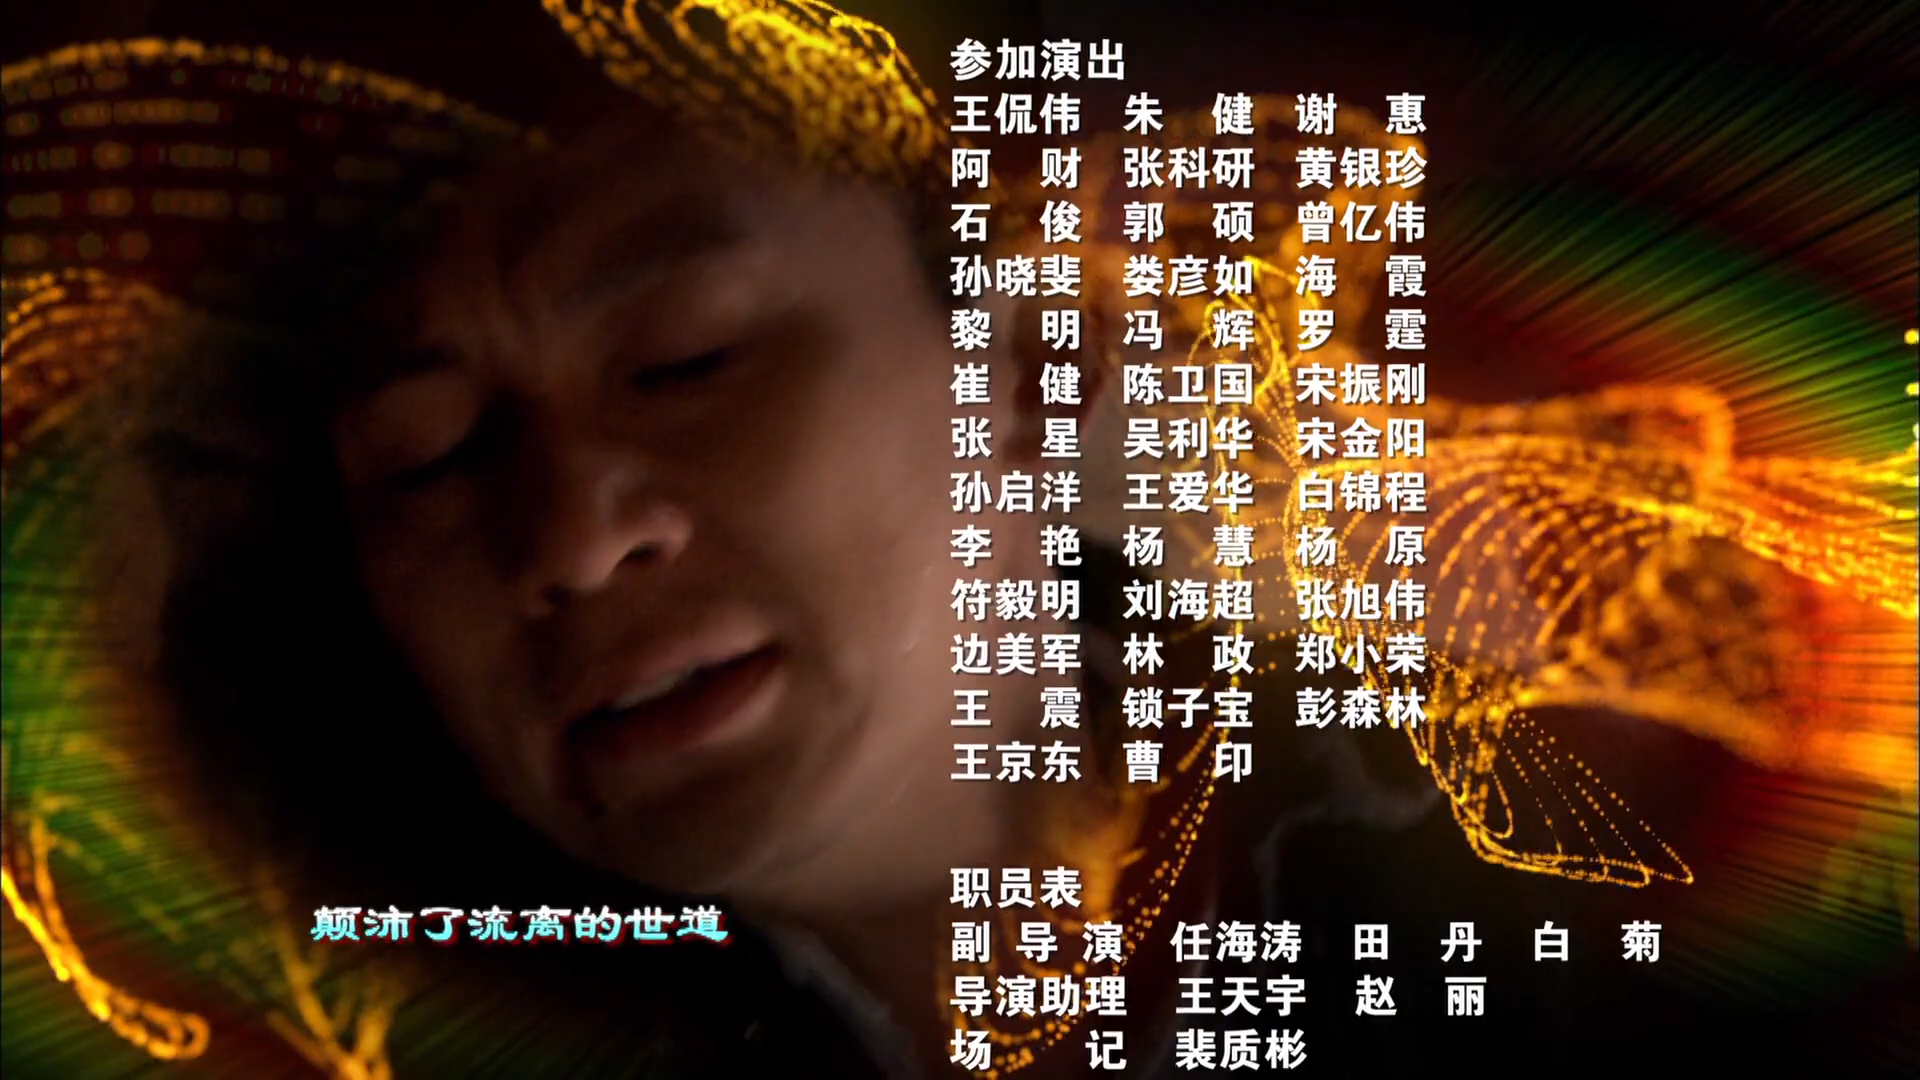 参加演出
王侃伟 朱健 谢惠
阿财 张科研 黄银珍
石俊 郭硕 曾亿伟
孙晓斐 娄彦如 海霞
黎明 冯辉 罗霆
崔健 陈卫国 宋振刚
张星 吴利华 宋金阳
孙启洋 王爱华 白锦程
李艳 杨慧 杨原
符毅明 刘海超 张旭伟
边美军 林政 郑小荣
王震 锁子宝 彭森林
王京东 曹印
职员表
副导演 任海涛 田丹 白菊
导演助理 王天宇 赵丽
场记 裴质彬
颠沛了流离的世道